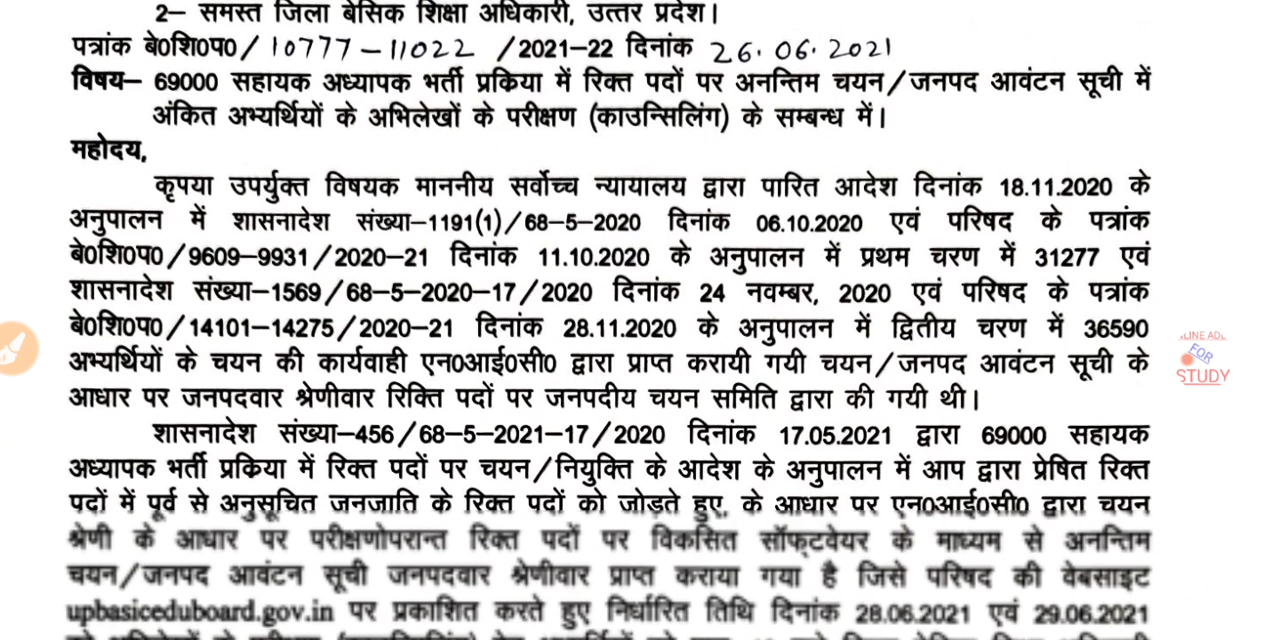 2– समस्त जिला बेसिक शिक्षा अधिकारी, उत्तर प्रदेश।
पत्रांक बे0शि0प0/10777–11022 /2021–22 दिनांक 26.06.2021
विषय– 69000 सहायक अध्यापक भर्ती प्रक्रिया में रिक्त पदों पर अनन्तिम चयन/जनपद आवंटन सूची में
अंकित अभ्यर्थियों के अभिलेखों के परीक्षण (काउन्सिलिंग) के सम्बन्ध में।
महोदय,
कृपया उपर्युक्त विषयक माननीय सर्वोच्च न्यायालय द्वारा पारित आदेश दिनांक 18.11.2020 के
अनुपालन में शासनादेश संख्या–1191(1)/68–5–2020 दिनांक 06.10.2020 एवं परिषद के पत्रांक
बे0शि0प0/9609–9931/2020–21 दिनांक 11.10.2020 के अनुपालन में प्रथम चरण में 31277 एवं
शासनादेश संख्या–1569/68–5–2020–17/2020 दिनांक 24 नवम्बर, 2020 एवं परिषद के पत्रांक
बे0शि0प0/14101–14275/2020–21 दिनांक 28.11.2020 के अनुपालन में द्वितीय चरण में 36590
अभ्यर्थियों के चयन की कार्यवाही एन0आई0सी0 द्वारा प्राप्त करायी गयी चयन/जनपद आवंटन सूची के
आधार पर जनपदवार श्रेणीवार रिक्ति पदों पर जनपदीय चयन समिति द्वारा की गयी थी।
शासनादेश संख्या–456/68–5–2021–17/2020 दिनांक 17.05.2021 द्वारा 69000 सहायक
अध्यापक भर्ती प्रक्रिया में रिक्त पदों पर चयन/नियुक्ति के आदेश के अनुपालन में आप द्वारा प्रेषित रिक्त
पदों में पूर्व से अनुसूचित जनजाति के रिक्त पदों को जोड़ते हुए, के आधार पर एन0आई0सी0 द्वारा चयन
श्रेणी के आधार पर परीक्षणोपरान्त रिक्त पदों पर विकसित सॉफ्टवेयर के माध्यम से अनन्तिम
चयन/जनपद आवंटन सूची जनपदवार श्रेणीवार प्राप्त कराया गया है जिसे परिषद की वेबसाइट
upbasiceduboard.gov.in पर प्रकाशित करते हुए निर्धारित तिथि दिनांक 28.06.2021 एवं 29.06.2021
FOR
STUDY